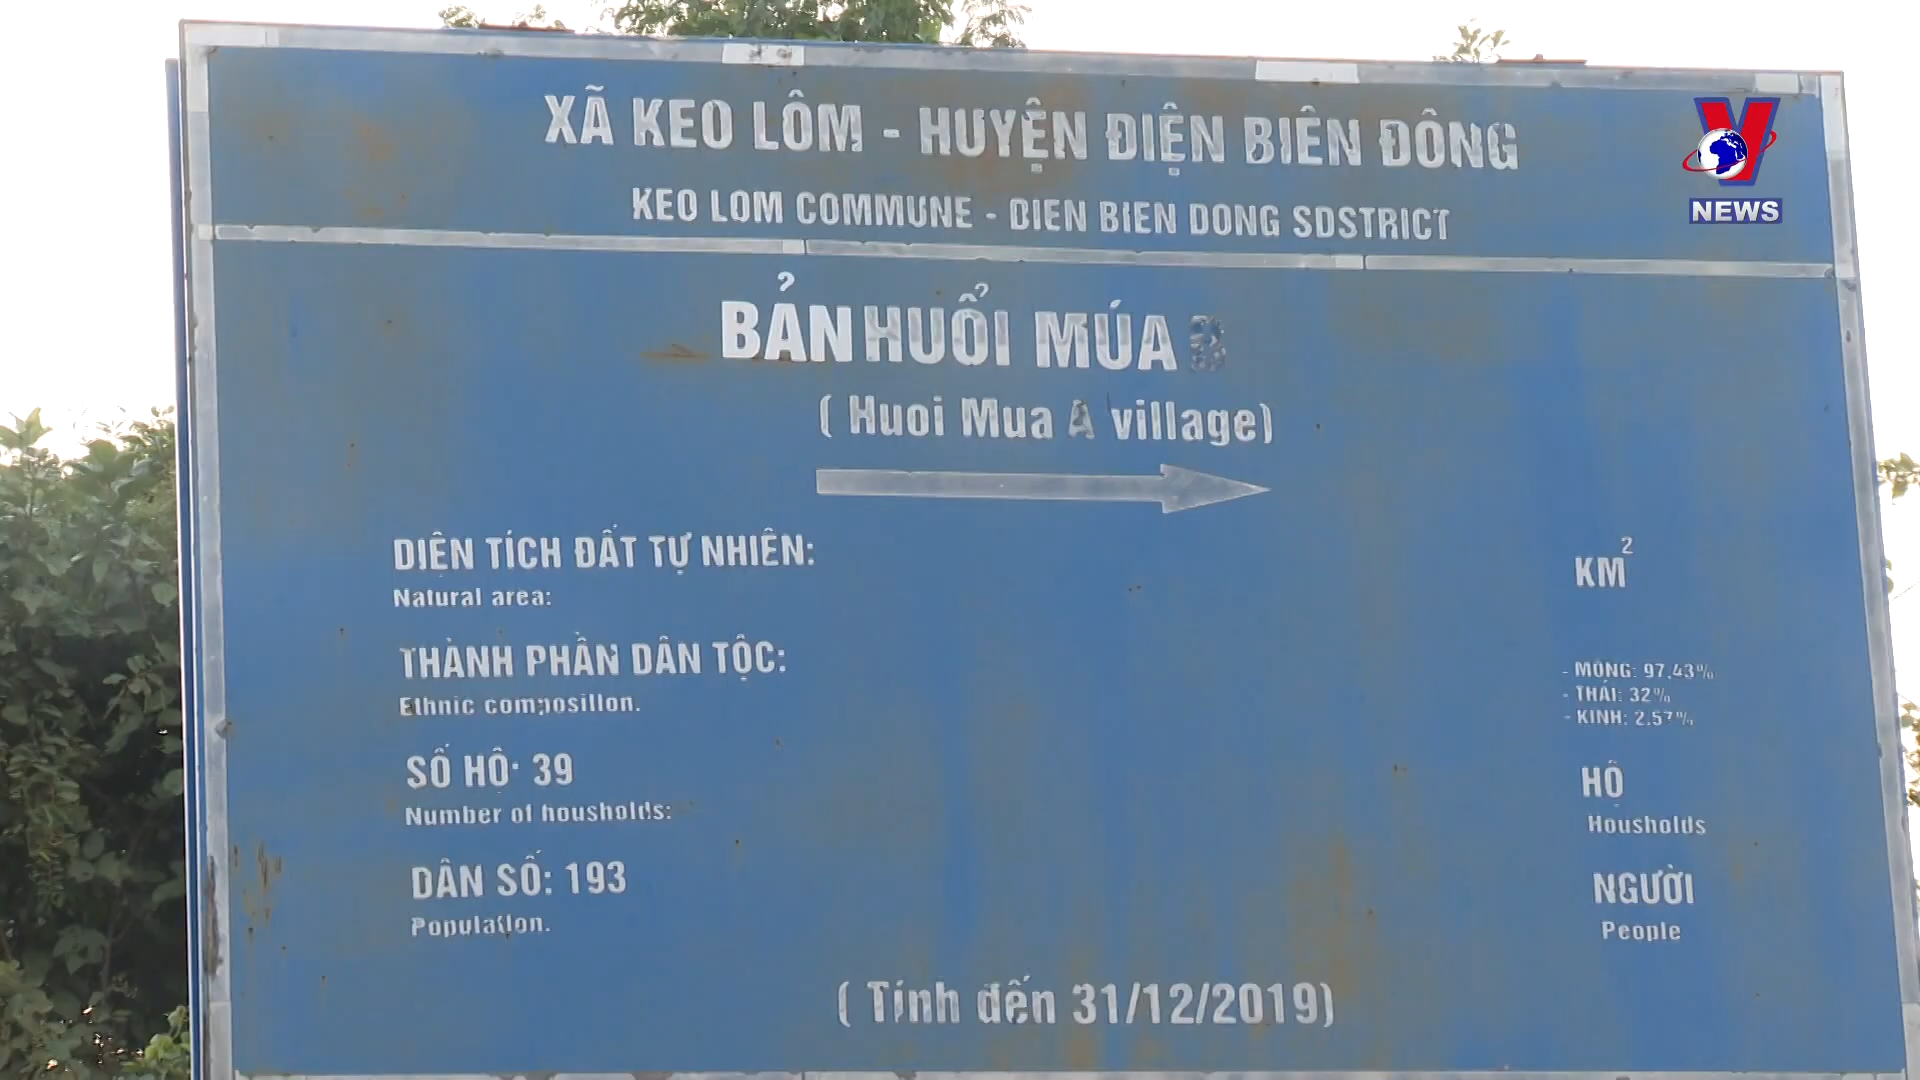 XÃ KEO LÔM - HUYỆN ĐIỆN BIÊN ĐÔNG
KEO LOM COMMUNE - DIEN BIEN DONG SDSTRICT
V
NEWS
BẢN HUỔI MÚA B
( Huoi Mua A village)
DIỆN TÍCH ĐẤT TỰ NHIÊN: KM2
Natural area:
THÀNH PHẦN DÂN TỘC:
Ethnic composition.
- MÔNG: 97.43%
- THÁI: 32%
- KINH: 2.57%
SỐ HỘ: 39 HỘ
Number of housholds: Housholds
DÂN SỐ: 193 NGƯỜI
Population. People
( Tính đến 31/12/2019)